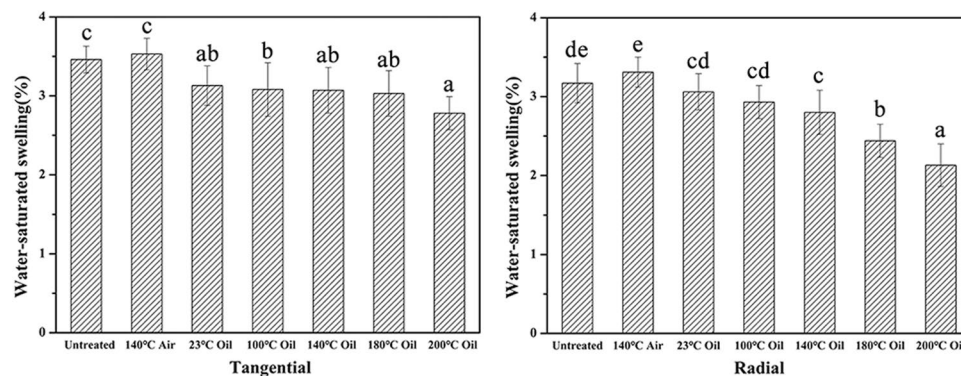 Water-saturated swelling(%)
4
3
2
1
0
c
c
ab
b
ab
ab
a
Untreated 140°C Air 23°C Oil 100°C Oil 140°C Oil 180°C Oil 200°C Oil
Tangential
Water-saturated swelling(%)
4
3
2
1
0
de
e
cd
cd
c
b
a
Untreated 140°C Air 23°C Oil 100°C Oil 140°C Oil 180°C Oil 200°C Oil
Radial